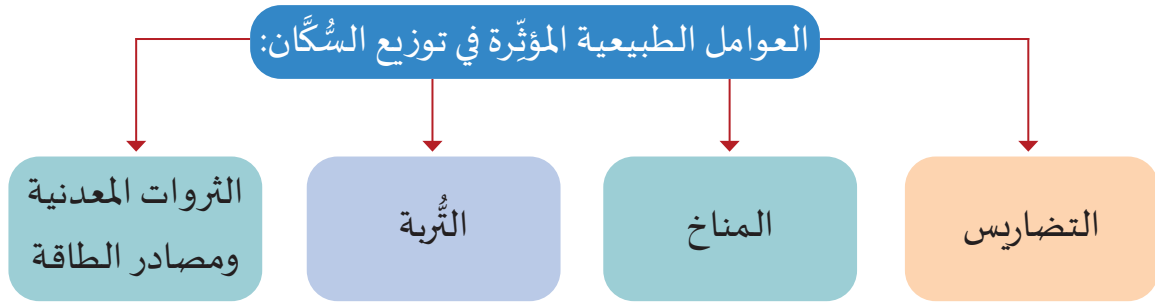 العوامل الطبيعية المؤثِّرة في توزيع السُّكَّان:
التضاريس
المناخ
التُّربة
الثروات المعدنية
ومصادر الطاقة